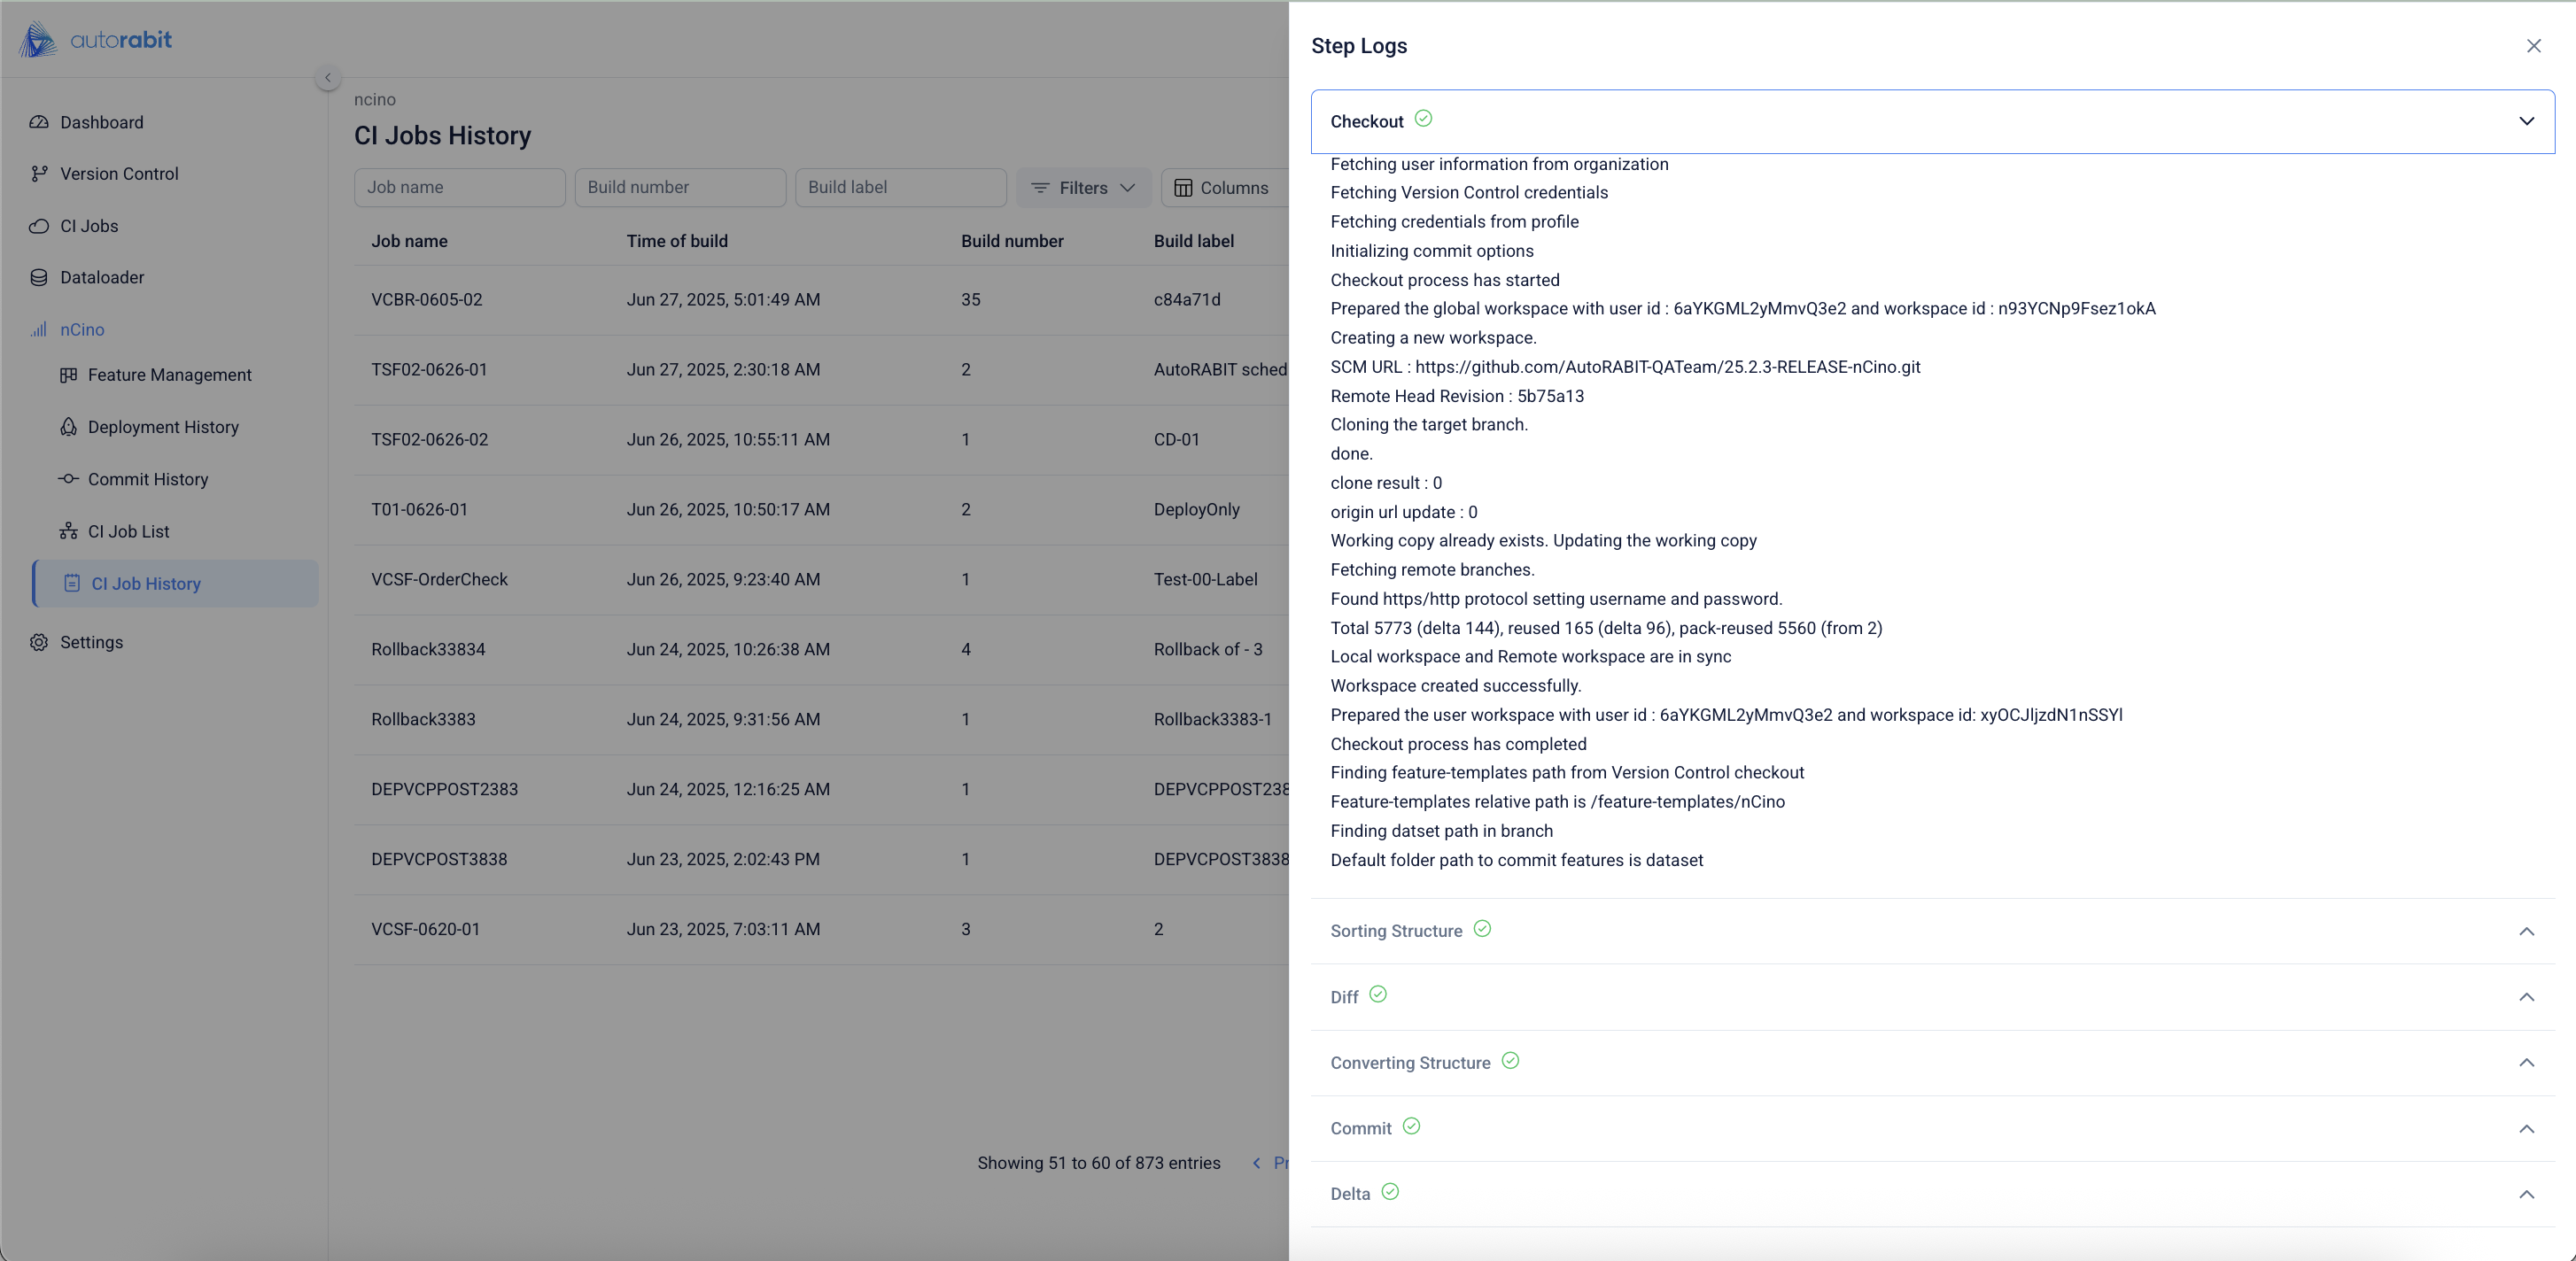 autorabit
Dashboard
Version Control
CI Jobs
Dataloader
nCino
Feature Management
Deployment History
Commit History
CI Job List
CI Job History
Settings
ncino
CI Jobs History
Job name Build number Build label Filters Columns
Job name Time of build Build number Build label
VCBR-0605-02 Jun 27, 2025, 5:01:49 AM 35 c84a71d
TSF02-0626-01 Jun 27, 2025, 2:30:18 AM 2 AutoRABIT sched
TSF02-0626-02 Jun 26, 2025, 10:55:11 AM 1 CD-01
T01-0626-01 Jun 26, 2025, 10:50:17 AM 2 DeployOnly
VCSF-OrderCheck Jun 26, 2025, 9:23:40 AM 1 Test-00-Label
Rollback33834 Jun 24, 2025, 10:26:38 AM 4 Rollback of - 3
Rollback3383 Jun 24, 2025, 9:31:56 AM 1 Rollback3383-1
DEPVCPPOST2383 Jun 24, 2025, 12:16:25 AM 1 DEPVCPPOST238
DEPVCPOST3838 Jun 23, 2025, 2:02:43 PM 1 DEPVCPOST3838
VCSF-0620-01 Jun 23, 2025, 7:03:11 AM 3 2
Showing 51 to 60 of 873 entries Pr
Step Logs
Checkout
Fetching user information from organization
Fetching Version Control credentials
Fetching credentials from profile
Initializing commit options
Checkout process has started
Prepared the global workspace with user id : 6aYKGML2yMmvQ3e2 and workspace id : n93YCNp9Fsez1okA
Creating a new workspace.
SCM URL : https://github.com/AutoRABIT-QATeam/25.2.3-RELEASE-nCino.git
Remote Head Revision : 5b75a13
Cloning the target branch.
done.
clone result : 0
origin url update : 0
Working copy already exists. Updating the working copy
Fetching remote branches.
Found https/http protocol setting username and password.
Total 5773 (delta 144), reused 165 (delta 96), pack-reused 5560 (from 2)
Local workspace and Remote workspace are in sync
Workspace created successfully.
Prepared the user workspace with user id : 6aYKGML2yMmvQ3e2 and workspace id: xyOCJljzdN1nSSYl
Checkout process has completed
Finding feature-templates path from Version Control checkout
Feature-templates relative path is /feature-templates/nCino
Finding datset path in branch
Default folder path to commit features is dataset
Sorting Structure
Diff
Converting Structure
Commit
Delta